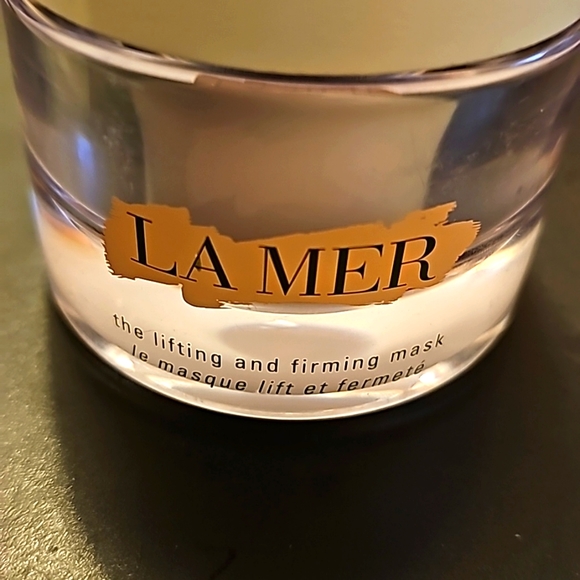 LA MER
the lifting and firming mask
le masque lift et fermeté